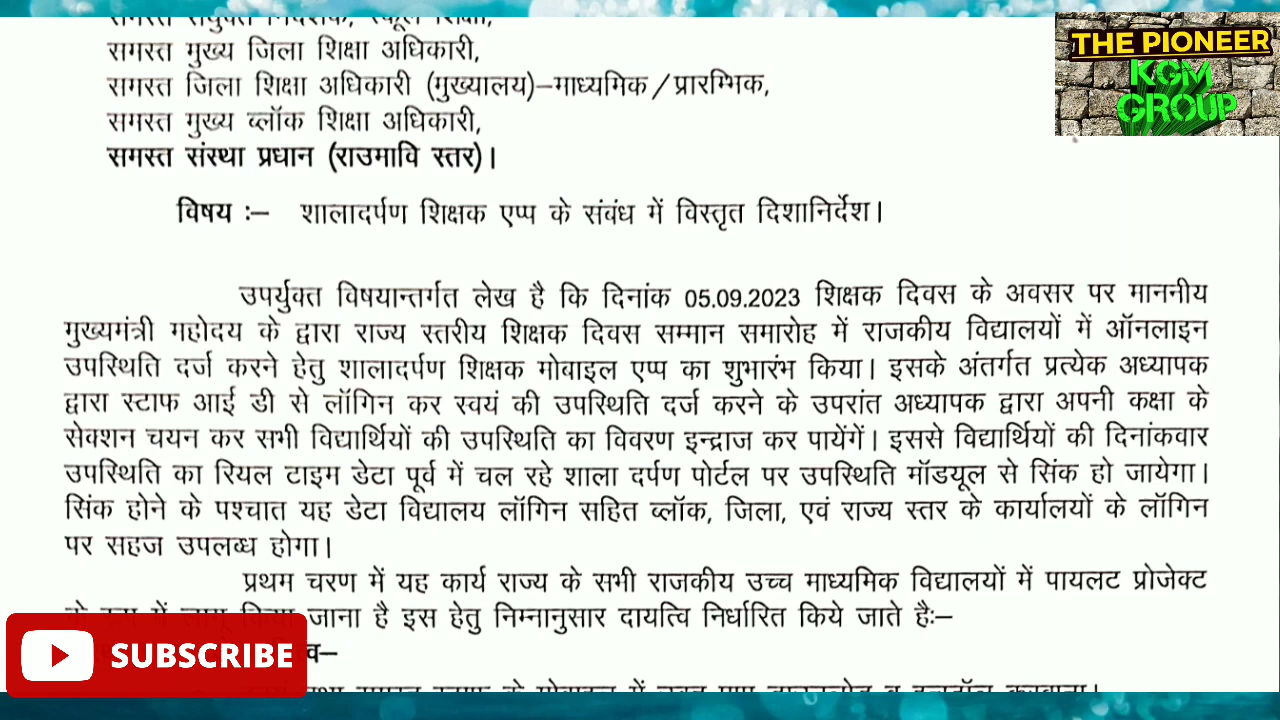 समस्त संयुक्त निदेशक, स्कूल शिक्षा,
समस्त मुख्य जिला शिक्षा अधिकारी,
समस्त जिला शिक्षा अधिकारी (मुख्यालय)–माध्यमिक/प्रारम्भिक,
समस्त मुख्य ब्लॉक शिक्षा अधिकारी,
समस्त संस्था प्रधान (राउमावि स्तर)।
THE PIONEER
KGM
GROUP
विषय :– शालादर्पण शिक्षक एप्प के संबंध में विस्तृत दिशानिर्देश।
उपर्युक्त विषयान्तर्गत लेख है कि दिनांक 05.09.2023 शिक्षक दिवस के अवसर पर माननीय
मुख्यमंत्री महोदय के द्वारा राज्य स्तरीय शिक्षक दिवस सम्मान समारोह में राजकीय विद्यालयों में ऑनलाइन
उपस्थिति दर्ज करने हेतु शालादर्पण शिक्षक मोबाइल एप्प का शुभारंभ किया। इसके अंतर्गत प्रत्येक अध्यापक
द्वारा स्टाफ आई डी से लॉगिन कर स्वयं की उपस्थिति दर्ज करने के उपरांत अध्यापक द्वारा अपनी कक्षा के
सेक्शन चयन कर सभी विद्यार्थियों की उपस्थिति का विवरण इन्द्राज कर पायेंगें। इससे विद्यार्थियों की दिनांकवार
उपस्थिति का रियल टाइम डेटा पूर्व में चल रहे शाला दर्पण पोर्टल पर उपस्थिति मॉडयूल से सिंक हो जायेगा।
सिंक होने के पश्चात यह डेटा विद्यालय लॉगिन सहित ब्लॉक, जिला, एवं राज्य स्तर के कार्यालयों के लॉगिन
पर सहज उपलब्ध होगा।
प्रथम चरण में यह कार्य राज्य के सभी राजकीय उच्च माध्यमिक विद्यालयों में पायलट प्रोजेक्ट
के रूप में लागू किया जाना है इस हेतु निम्नानुसार दायत्वि निर्धारित किये जाते हैः–
SUBSCRIBE